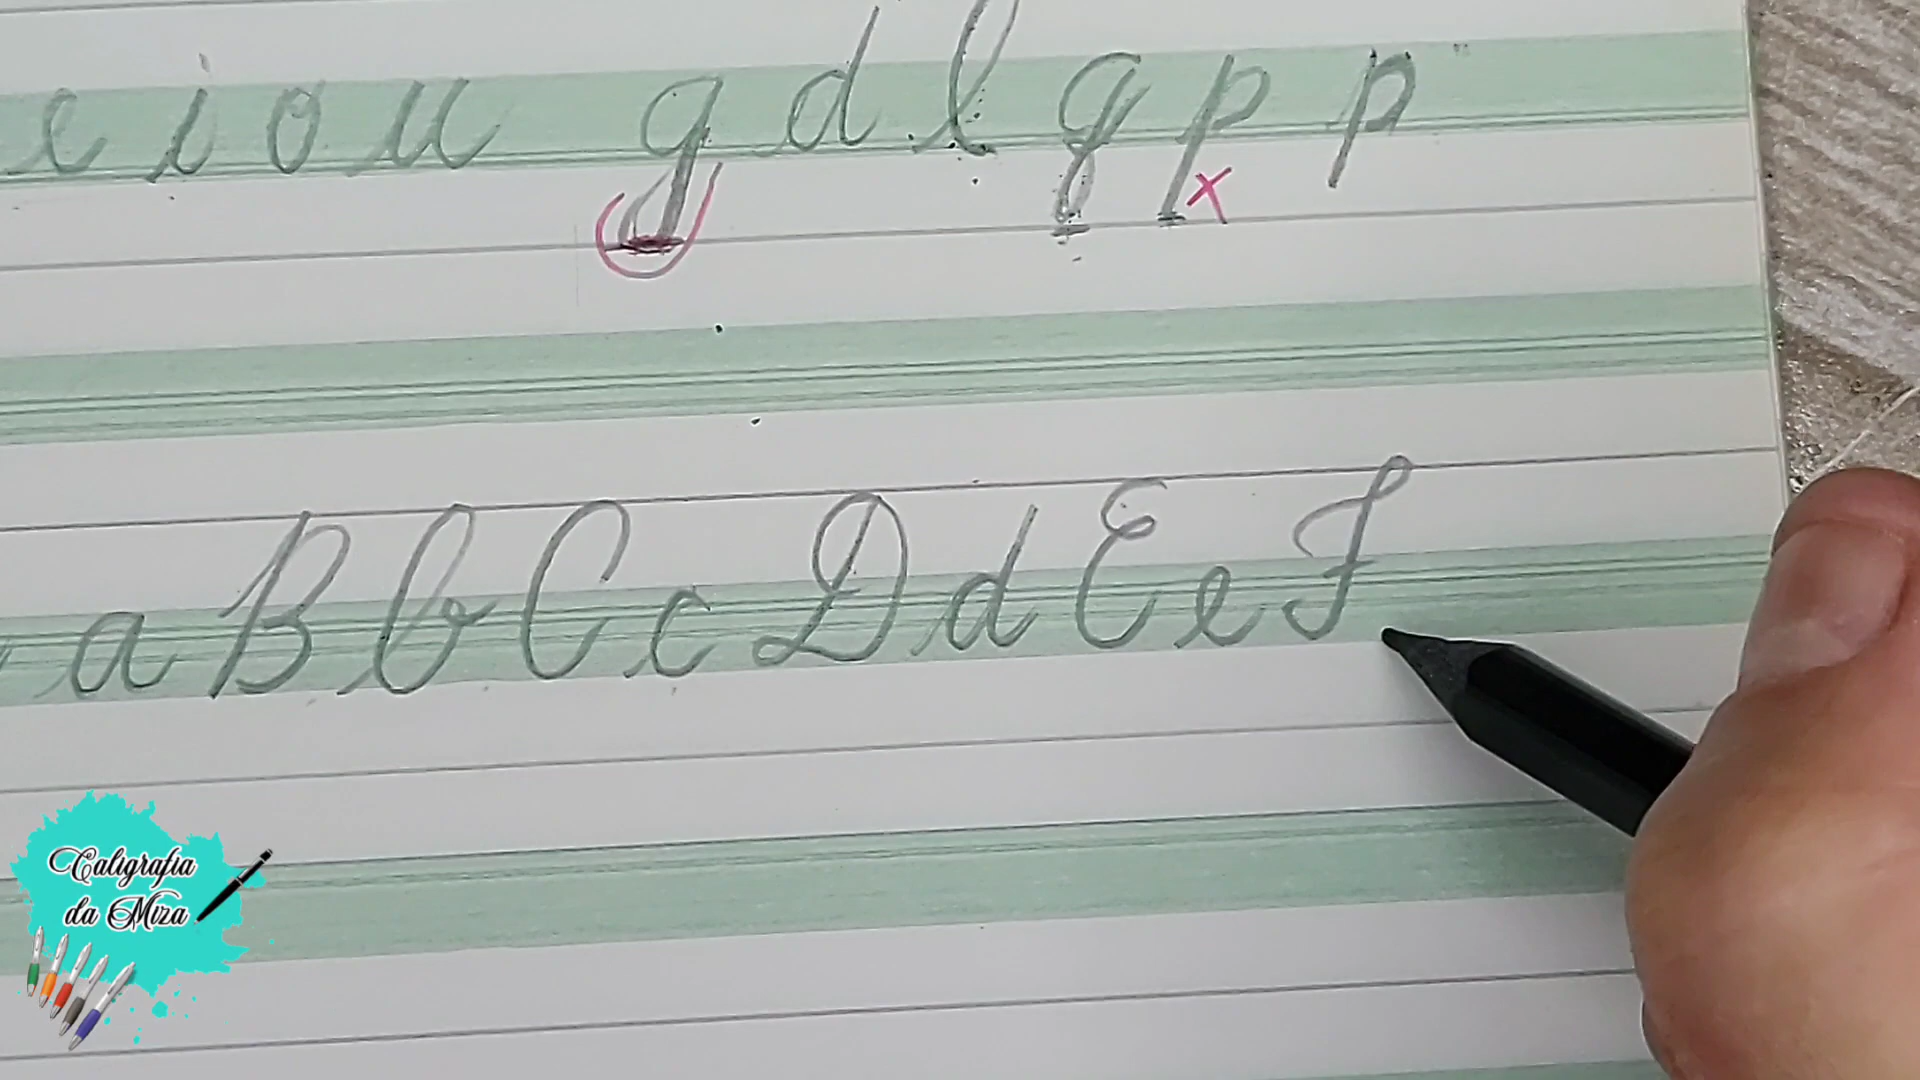 e i o u g d l q p p
x
a B b C c D d E e F
Caligrafia
da Miza